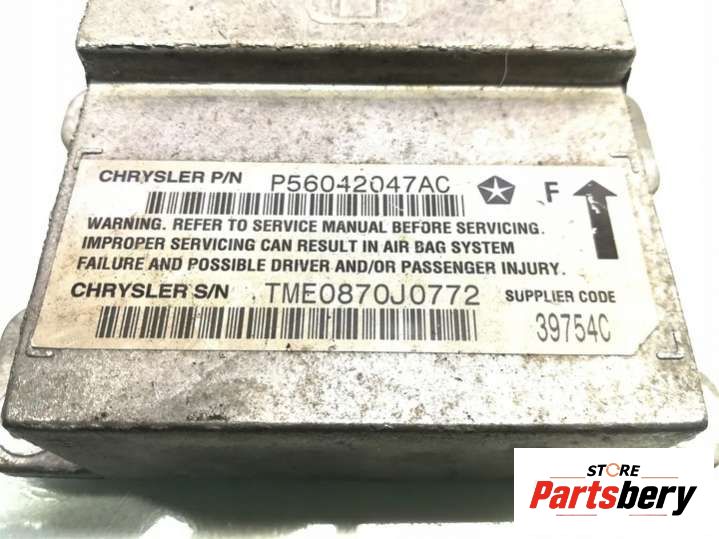 CHRYSLER P/N P56042047AC F
WARNING. REFER TO SERVICE MANUAL BEFORE SERVICING.
IMPROPER SERVICING CAN RESULT IN AIR BAG SYSTEM
FAILURE AND POSSIBLE DRIVER AND/OR PASSENGER INJURY.
CHRYSLER S/N TME0870J0772 SUPPLIER CODE
39754C
STORE
Partsbery